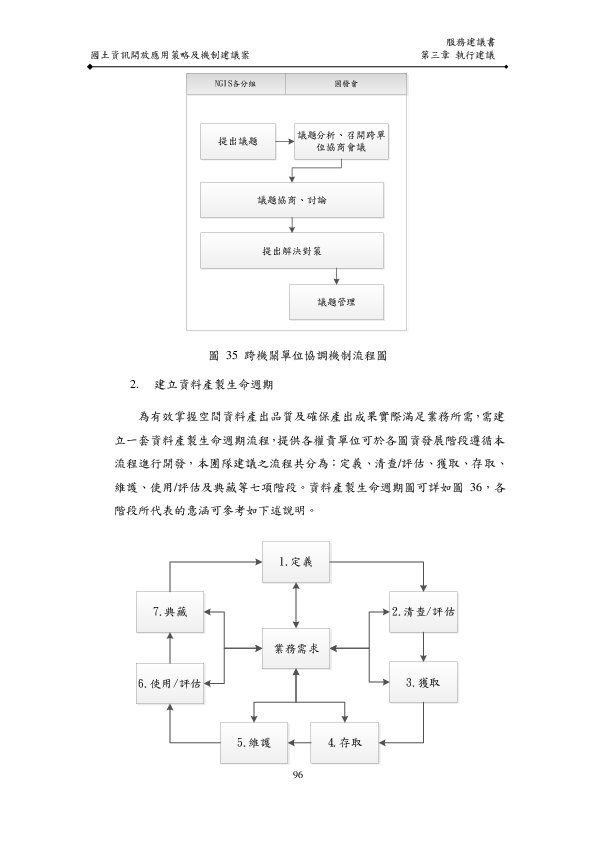 服務建議書
國土資訊開放應用策略及機制建議案
第三章 執行建議
NGIS各分組
國發會
提出議題
議題分析、召開跨單
位協商會議
議題協商、討論
提出解決對策
議題管理
圖 35 跨機關單位協調機制流程圖
2. 建立資料產製生命週期
為有效掌握空間資料產出品質及確保產出成果實際滿足業務所需，需建
立一套資料產製生命週期流程，提供各權責單位可於各圖資發展階段遵循本
流程進行開發，本團隊建議之流程共分為：定義、清查/評估、獲取、存取、
維護、使用/評估及典藏等七項階段。資料產製生命週期圖可詳如圖 36，各
階段所代表的意涵可參考如下述說明。
1.定義
7.典藏
2.清查/評估
業務需求
6.使用/評估
3.獲取
5.維護
4.存取
96